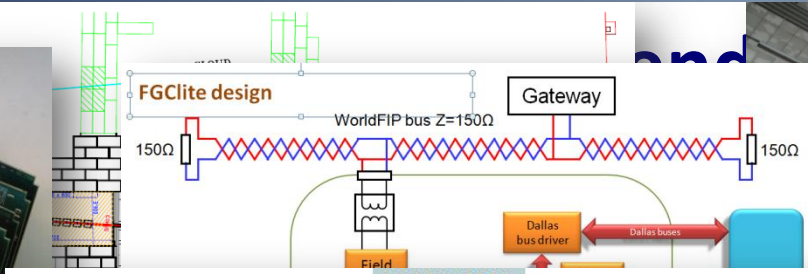 FGClite design
Gateway
WorldFIP bus Z=150Ω
150Ω
150Ω
Dallas
bus driver
Dallas buses
Field